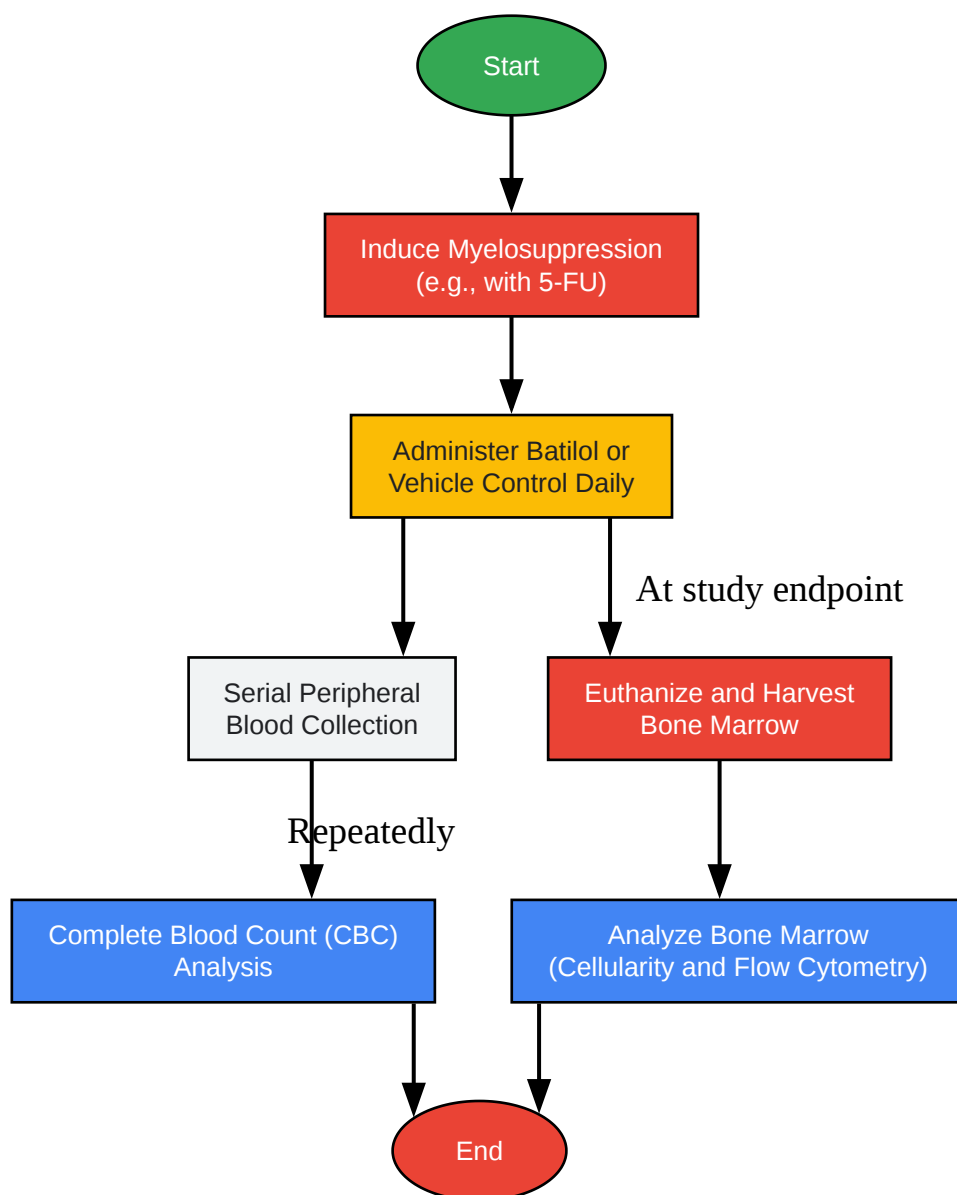 Start
Induce Myelosuppression
(e.g., with 5-FU)
Administer Batilol or
Vehicle Control Daily
At study endpoint
Serial Peripheral
Blood Collection
Euthanize and Harvest
Bone Marrow
Repeatedly
Complete Blood Count (CBC)
Analysis
Analyze Bone Marrow
(Cellularity and Flow Cytometry)
End